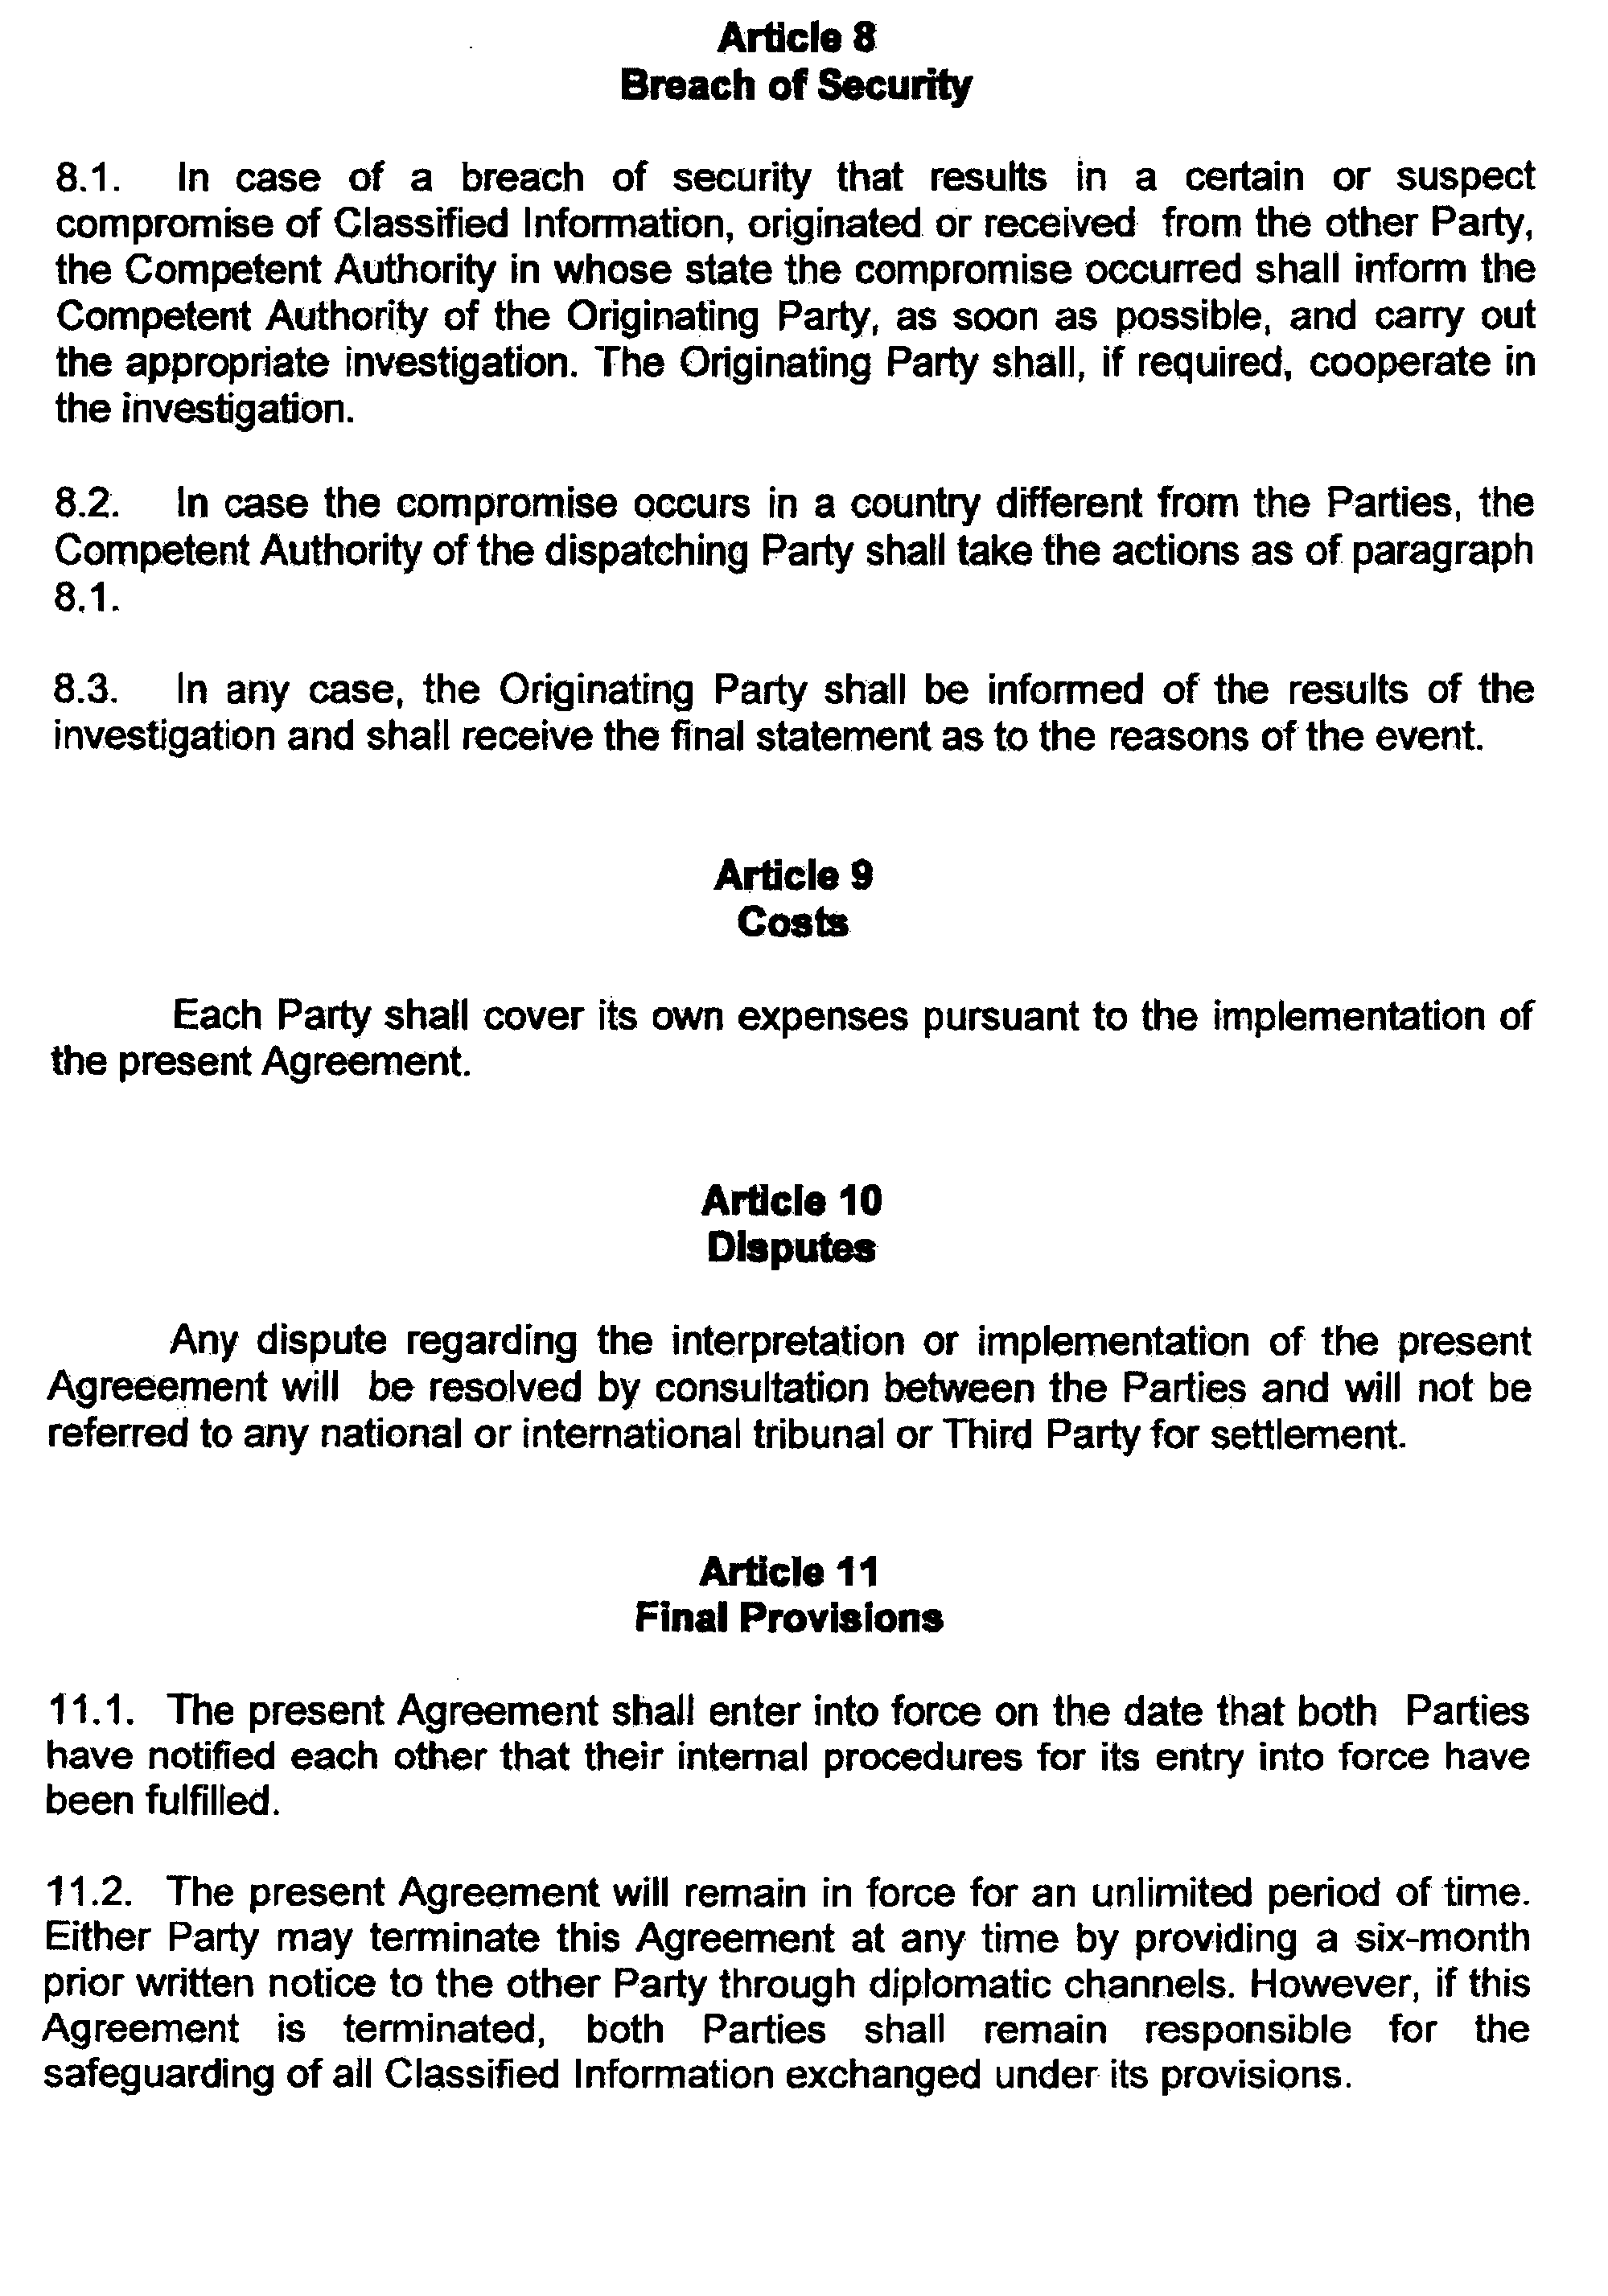 Article 8
Breach of Security
8.1. In case of a breach of security that results in a certain or suspect
compromise of Classified Information, originated or received from the other Party,
the Competent Authority in whose state the compromise occurred shall inform the
Competent Authority of the Originating Party, as soon as possible, and carry out
the appropriate investigation. The Originating Party shall, if required, cooperate in
the investigation.
8.2. In case the compromise occurs in a country different from the Parties, the
Competent Authority of the dispatching Party shall take the actions as of paragraph
8.1.
8.3. In any case, the Originating Party shall be informed of the results of the
investigation and shall receive the final statement as to the reasons of the event.
Article 9
Costs
Each Party shall cover its own expenses pursuant to the implementation of
the present Agreement.
Article 10
Disputes
Any dispute regarding the interpretation or implementation of the present
Agreeement will be resolved by consultation between the Parties and will not be
referred to any national or international tribunal or Third Party for settlement.
Article 11
Final Provisions
11.1. The present Agreement shall enter into force on the date that both Parties
have notified each other that their internal procedures for its entry into force have
been fulfilled.
11.2. The present Agreement will remain in force for an unlimited period of time.
Either Party may terminate this Agreement at any time by providing a six-month
prior written notice to the other Party through diplomatic channels. However, if this
Agreement is terminated, both Parties shall remain responsible for the
safeguarding of all Classified Information exchanged under its provisions.